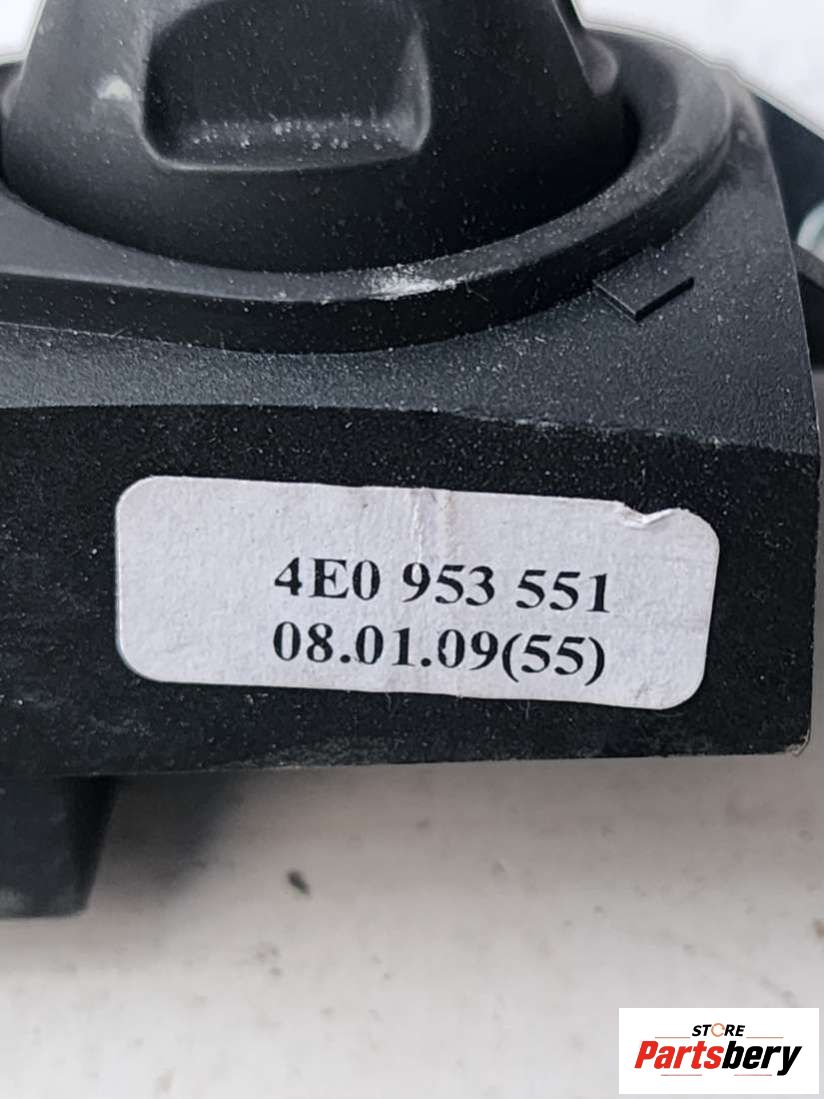 4E0 953 551
08.01.09(55)
STORE
Partsbery